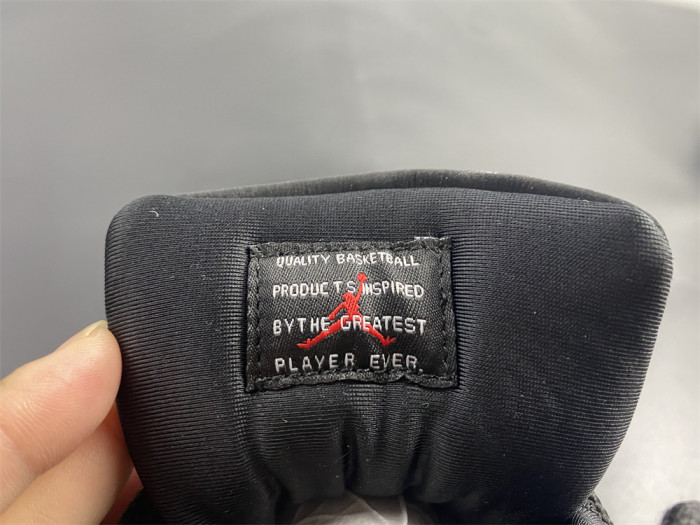 QUALITY BASKETBALL
PRODUCTS INSPIRED
BY THE GREATEST
PLAYER EVER.